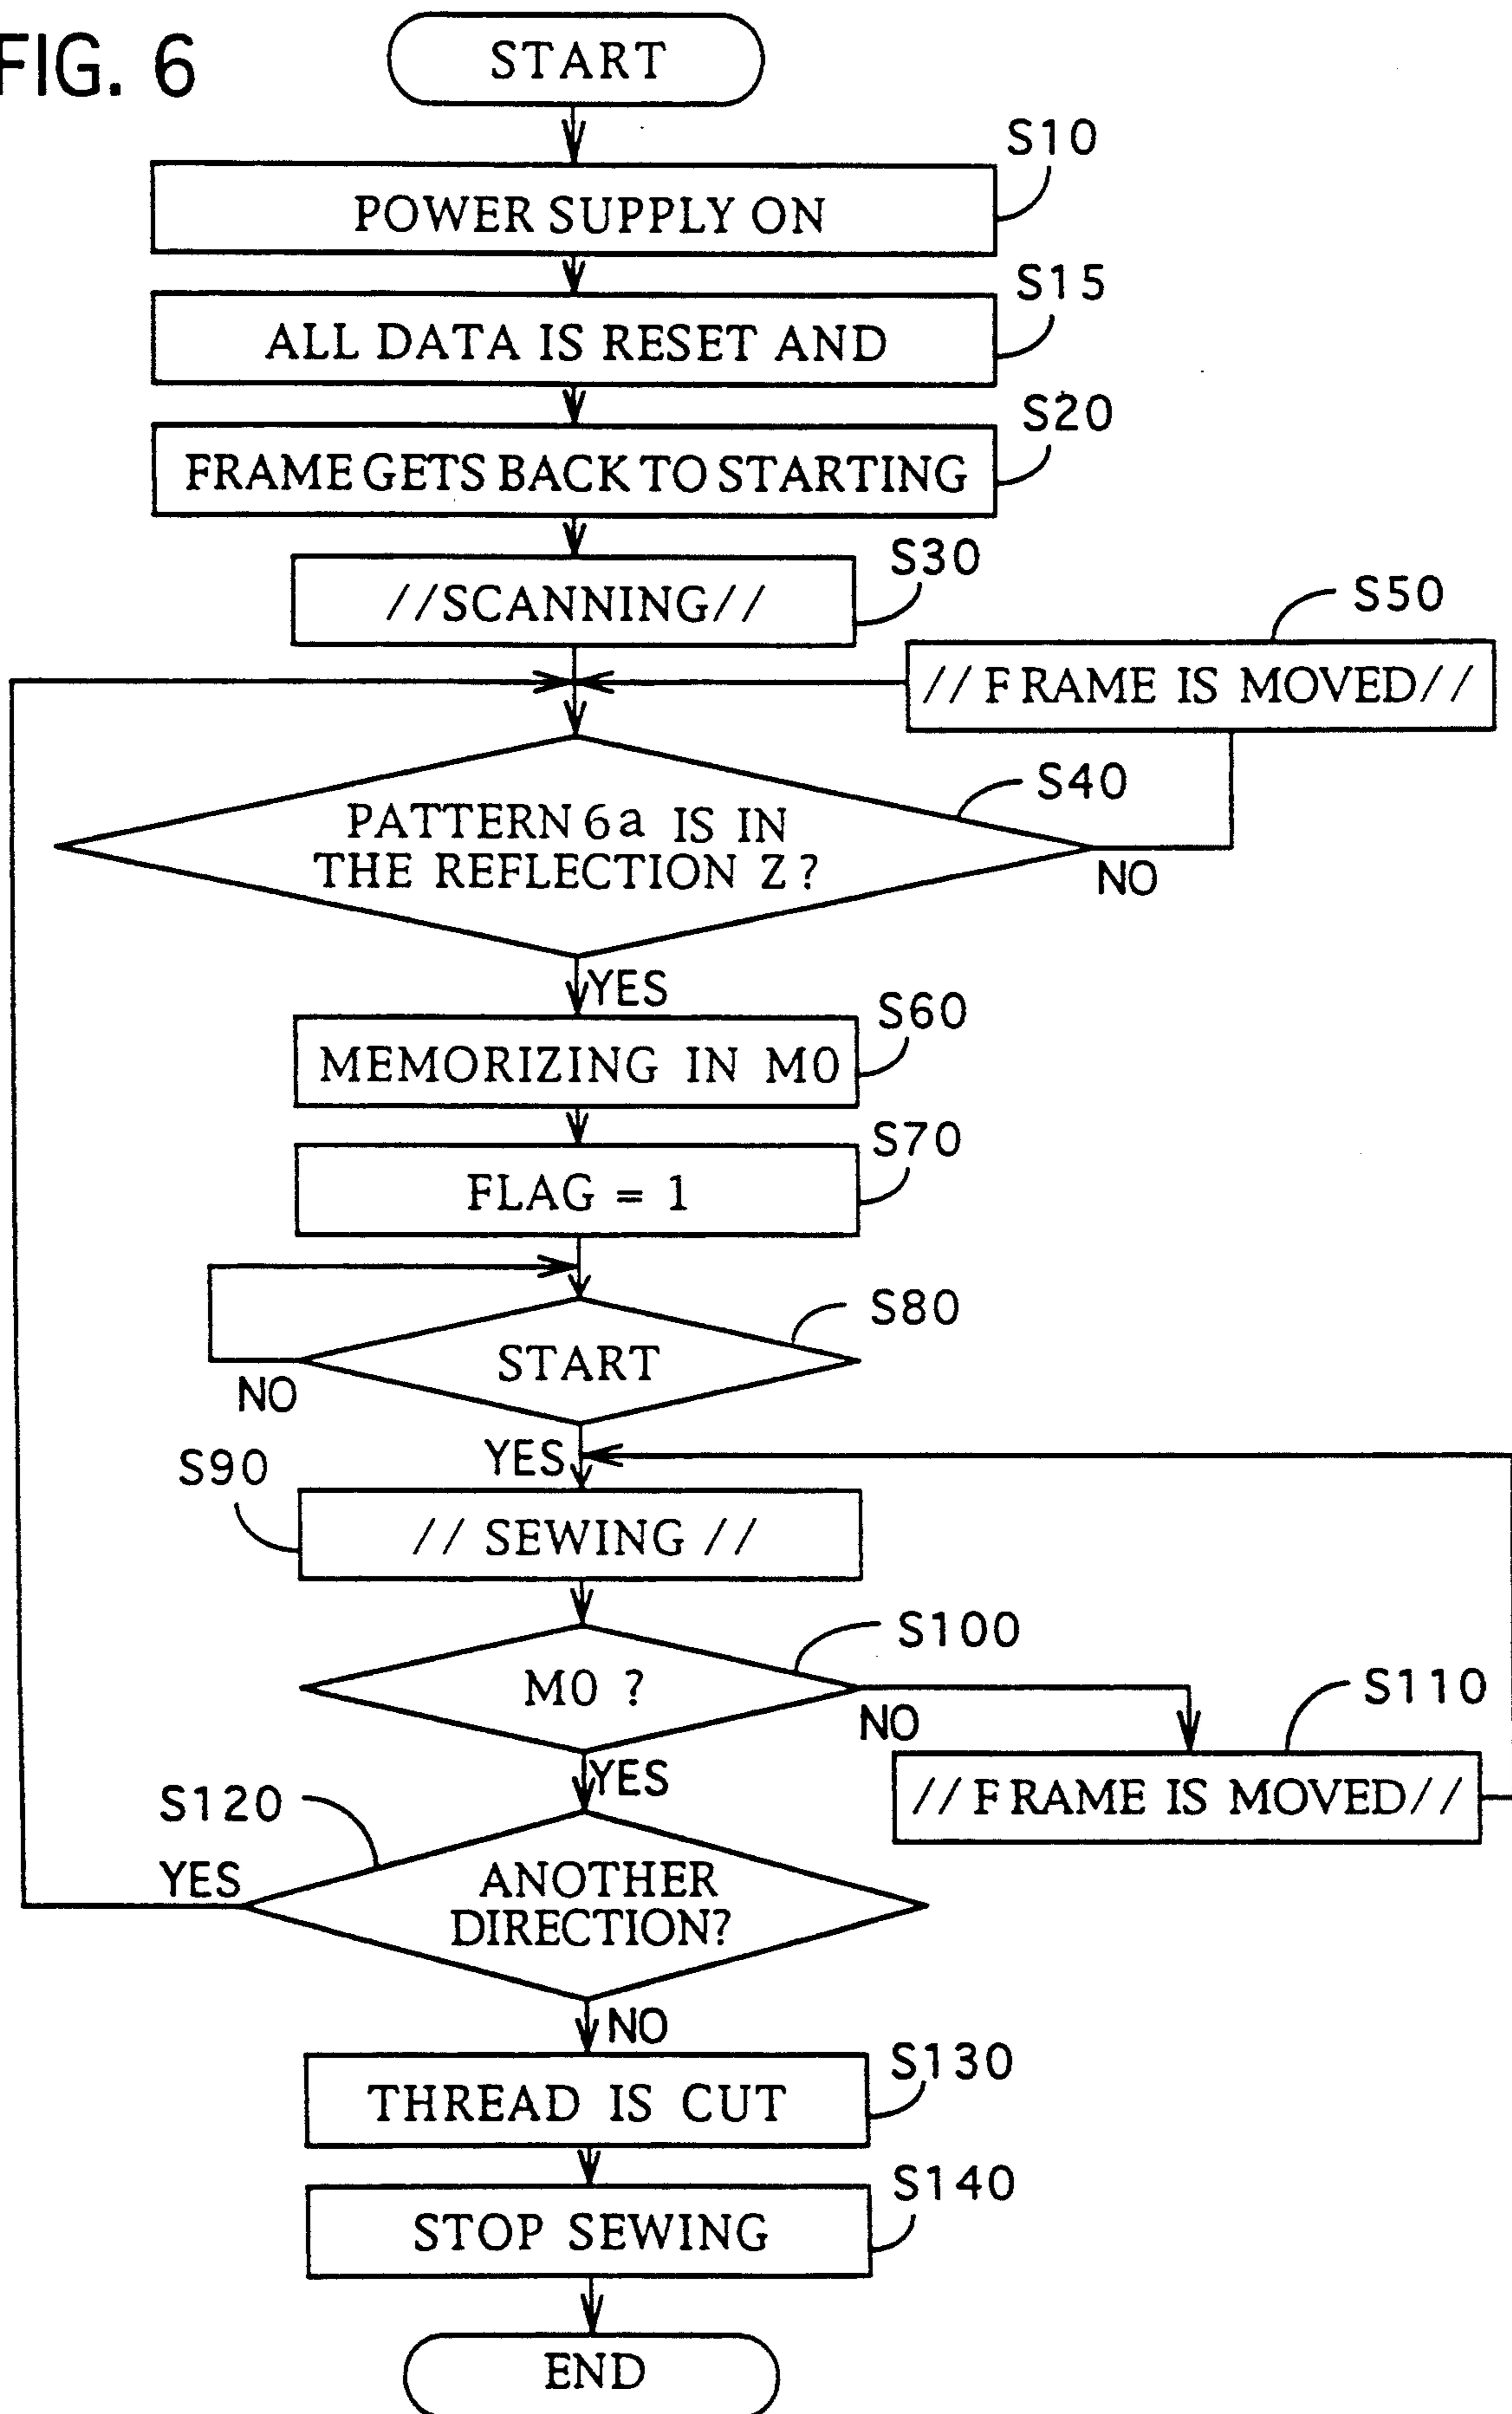 FIG. 6
START
S10
POWER SUPPLY ON
S15
ALL DATA IS RESET AND
S20
FRAME GETS BACK TO STARTING
S30
//SCANNING//
S50
//FRAME IS MOVED//
S40
PATTERN 6a IS IN
THE REFLECTION Z?
NO
YES
S60
MEMORIZING IN M0
S70
FLAG = 1
S80
START
NO
YES
S90
// SEWING //
S100
M0 ?
NO
S110
//FRAME IS MOVED//
YES
S120
YES
ANOTHER
DIRECTION?
NO
S130
THREAD IS CUT
S140
STOP SEWING
END